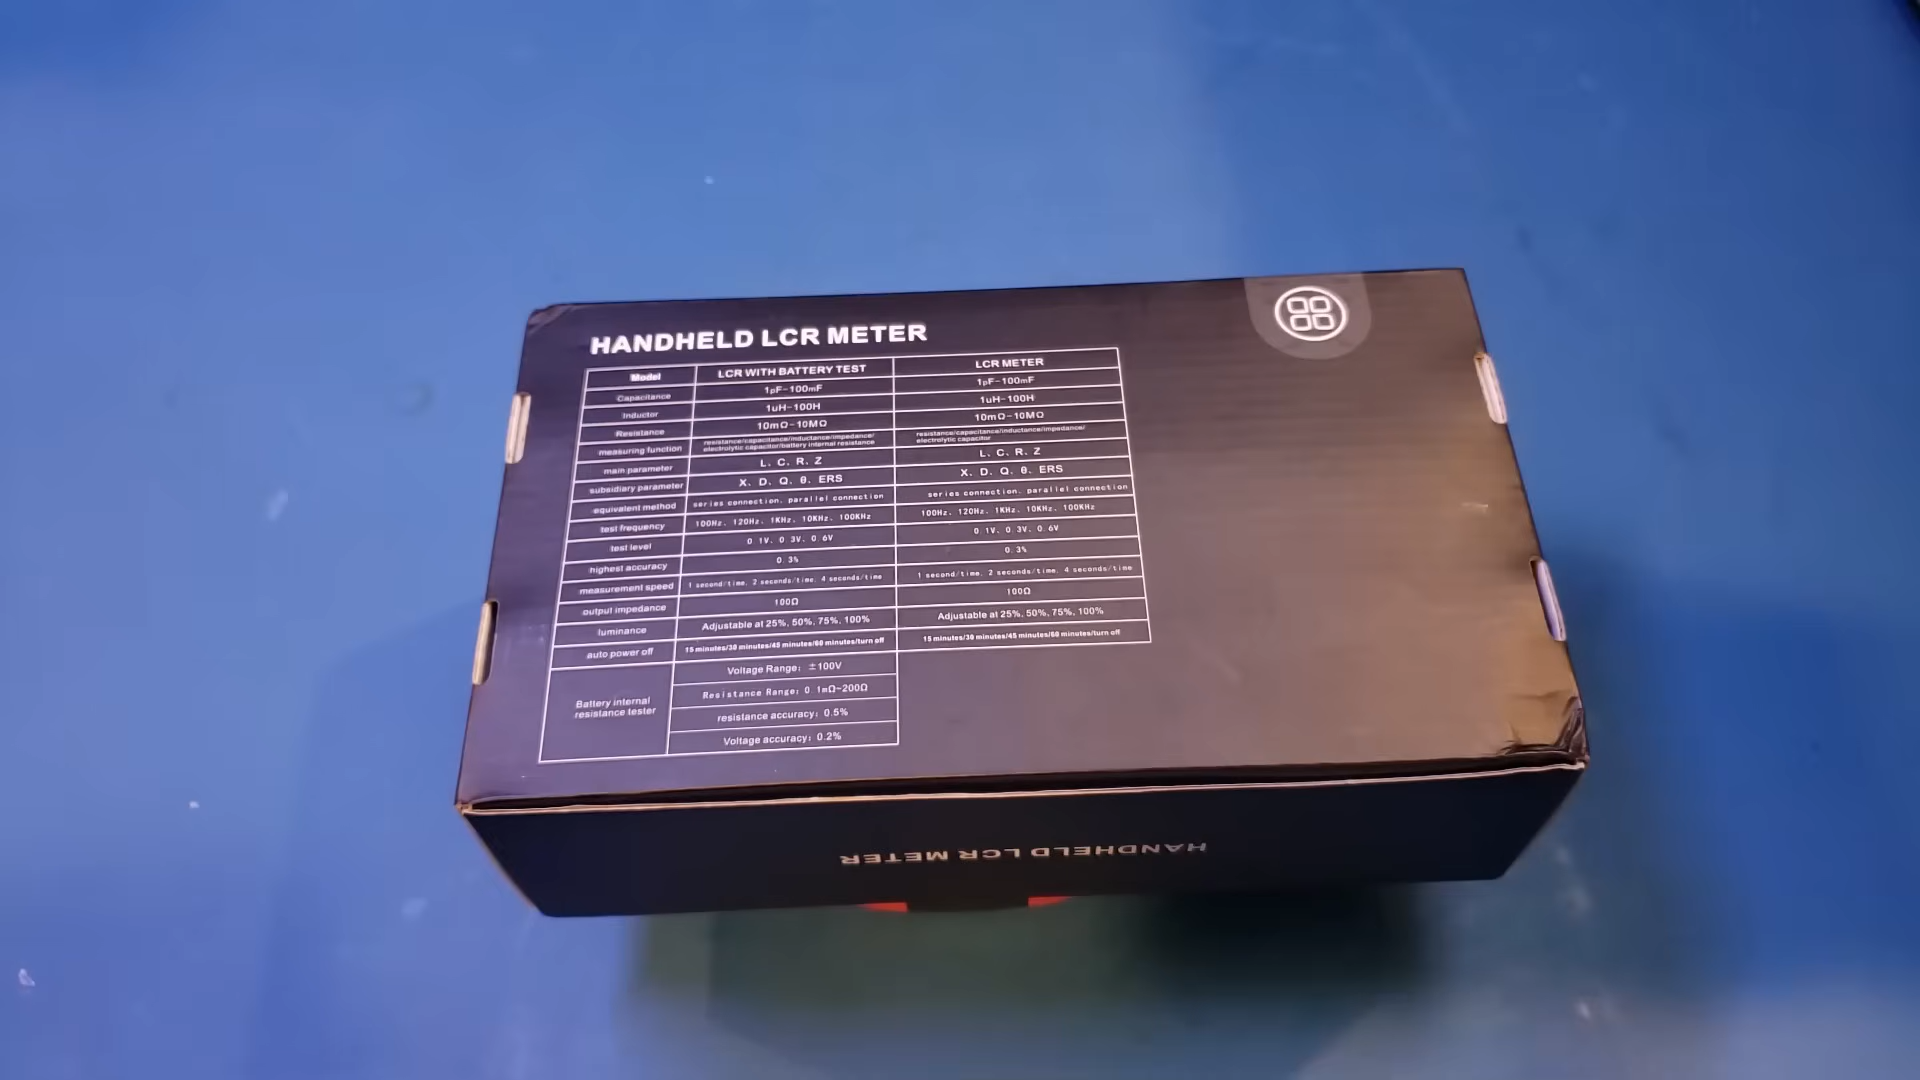 HANDHELD LCR METER
Model LCR WITH BATTERY TEST LCR METER
Capacitance 1pF-100mF 1pF-100mF
Inductor 1uH-100H 1uH-100H
Resistance 10mΩ-10MΩ 10mΩ-10MΩ
measuring function resistance/capacitance/inductance/impedance/ resistance/capacitance/inductance/impedance/
electrolytic capacitor/battery internal resistance electrolytic capacitor
main parameter L、C、R、Z L、C、R、Z
subsidiary parameter X、D、Q、θ、ERS X、D、Q、θ、ERS
equivalent method series connection、parallel connection series connection、parallel connection
test frequency 100Hz、120Hz、1KHz、10KHz、100KHz 100Hz、120Hz、1KHz、10KHz、100KHz
test level 0.1V、0.3V、0.6V 0.1V、0.3V、0.6V
highest accuracy 0.3% 0.3%
measurement speed 1 second/time、2 seconds/time、4 seconds/time 1 second/time、2 seconds/time、4 seconds/time
output impedance 100Ω 100Ω
luminance Adjustable at 25%, 50%, 75%, 100% Adjustable at 25%, 50%, 75%, 100%
auto power off 15 minutes/30 minutes/45 minutes/60 minutes/turn off 15 minutes/30 minutes/45 minutes/60 minutes/turn off
Battery internal
resistance tester
Voltage Range：±100V
Resistance Range：0.1mΩ-200Ω
resistance accuracy：0.5%
Voltage accuracy：0.2%
HANDHELD LCR METER